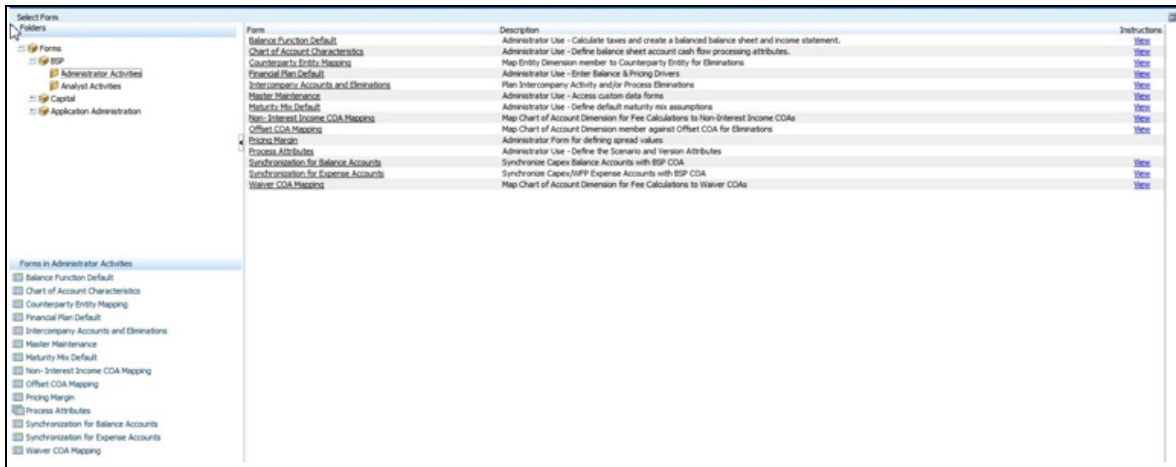 Select Form
Folders
Forms
BSP
Administrator Activities
Analyst Activities
Capital
Application Administration
Forms in Administrator Activities
Balance Function Default
Chart of Account Characteristics
Counterparty Entity Mapping
Financial Plan Default
Intercompany Accounts and Eliminations
Master Maintenance
Maturity Mix Default
Non- Interest Income COA Mapping
Offset COA Mapping
Pricing Margin
Process Attributes
Synchronization for Balance Accounts
Synchronization for Expense Accounts
Waiver COA Mapping
Form Description Instructions
Balance Function Default Administrator Use - Calculate taxes and create a balanced balance sheet and income statement. View
Chart of Account Characteristics Administrator Use -Define balance sheet account cash flow processing attributes. View
Counterparty Entity Mapping Map Entity Dimension member to Counterparty Entity for Eliminations View
Financial Plan Default Administrator Use - Enter Balance & Pricing Drivers View
Intercompany Activity and Eliminations Plan Intercompany Activity and/or Process Eliminations View
Master Maintenance Administrator Use - Access custom data forms View
Maturity Mix Default Administrator Use - Define default maturity mix assumptions View
Non- Interest Income COA Mapping Map Chart of Account Dimension for Fee Calculations to Non-Interest Income COAs View
Offset COA Mapping Map Chart of Account Dimension member against Offset COA for Eliminations View
Pricing Margin Administrator Form for defining spread values
Process Attributes Administrator Use - Define the Scenario and Version Attributes
Synchronization for Balance Accounts Synchronize Capex Balance Accounts with BSP COA View
Synchronization for Expense Accounts Synchronize Capex/WFP Expense Accounts with BSP COA View
Waiver COA Mapping Map Chart of Account Dimension for Fee Calculations to Waiver COAs View